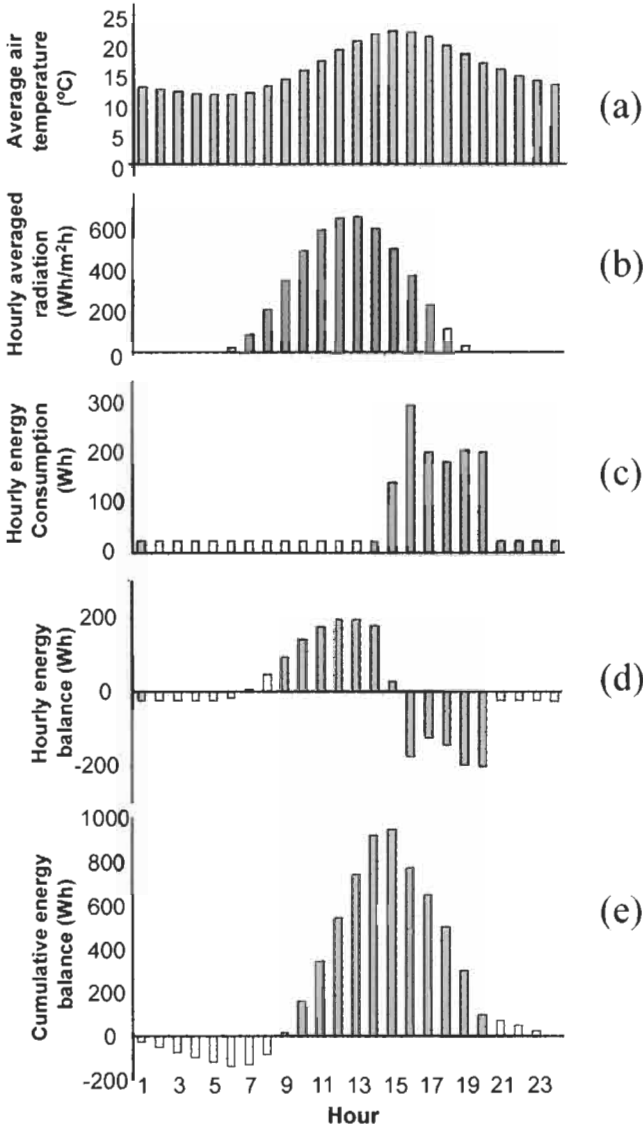 Average air
temperature
(°C)
25
20
15
10
5
0
(a)
Hourly averaged
radiation
(Wh/m²h)
600
400
200
0
(b)
Hourly energy
Consumption
(Wh)
300
200
100
0
(c)
Hourly energy
balance (Wh)
200
0
-200
(d)
Cumulative energy
balance (Wh)
1000
800
600
400
200
0
-200
(e)
1 3 5 7 9 11 13 15 17 19 21 23
Hour